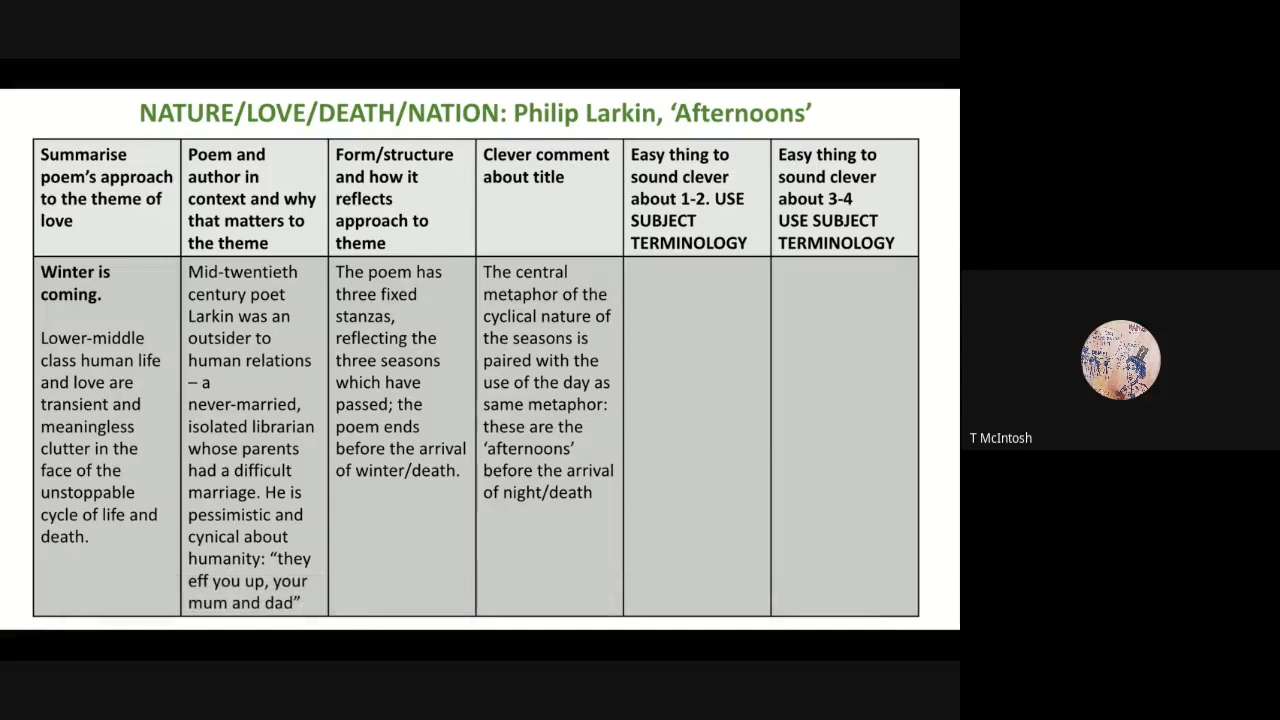 NATURE/LOVE/DEATH/NATION: Philip Larkin, ‘Afternoons’
Summarise
poem’s approach
to the theme of
love
Poem and
author in
context and why
that matters to
the theme
Form/structure
and how it
reflects
approach to
theme
Clever comment
about title
Easy thing to
sound clever
about 1-2. USE
SUBJECT
TERMINOLOGY
Easy thing to
sound clever
about 3-4
USE SUBJECT
TERMINOLOGY
Winter is
coming.
Lower-middle
class human life
and love are
transient and
meaningless
clutter in the
face of the
unstoppable
cycle of life and
death.
Mid-twentieth
century poet
Larkin was an
outsider to
human relations
– a
never-married,
isolated librarian
whose parents
had a difficult
marriage. He is
pessimistic and
cynical about
humanity: “they
eff you up, your
mum and dad”
The poem has
three fixed
stanzas,
reflecting the
three seasons
which have
passed; the
poem ends
before the arrival
of winter/death.
The central
metaphor of the
cyclical nature of
the seasons is
paired with the
use of the day as
same metaphor:
these are the
‘afternoons’
before the arrival
of night/death
T McIntosh